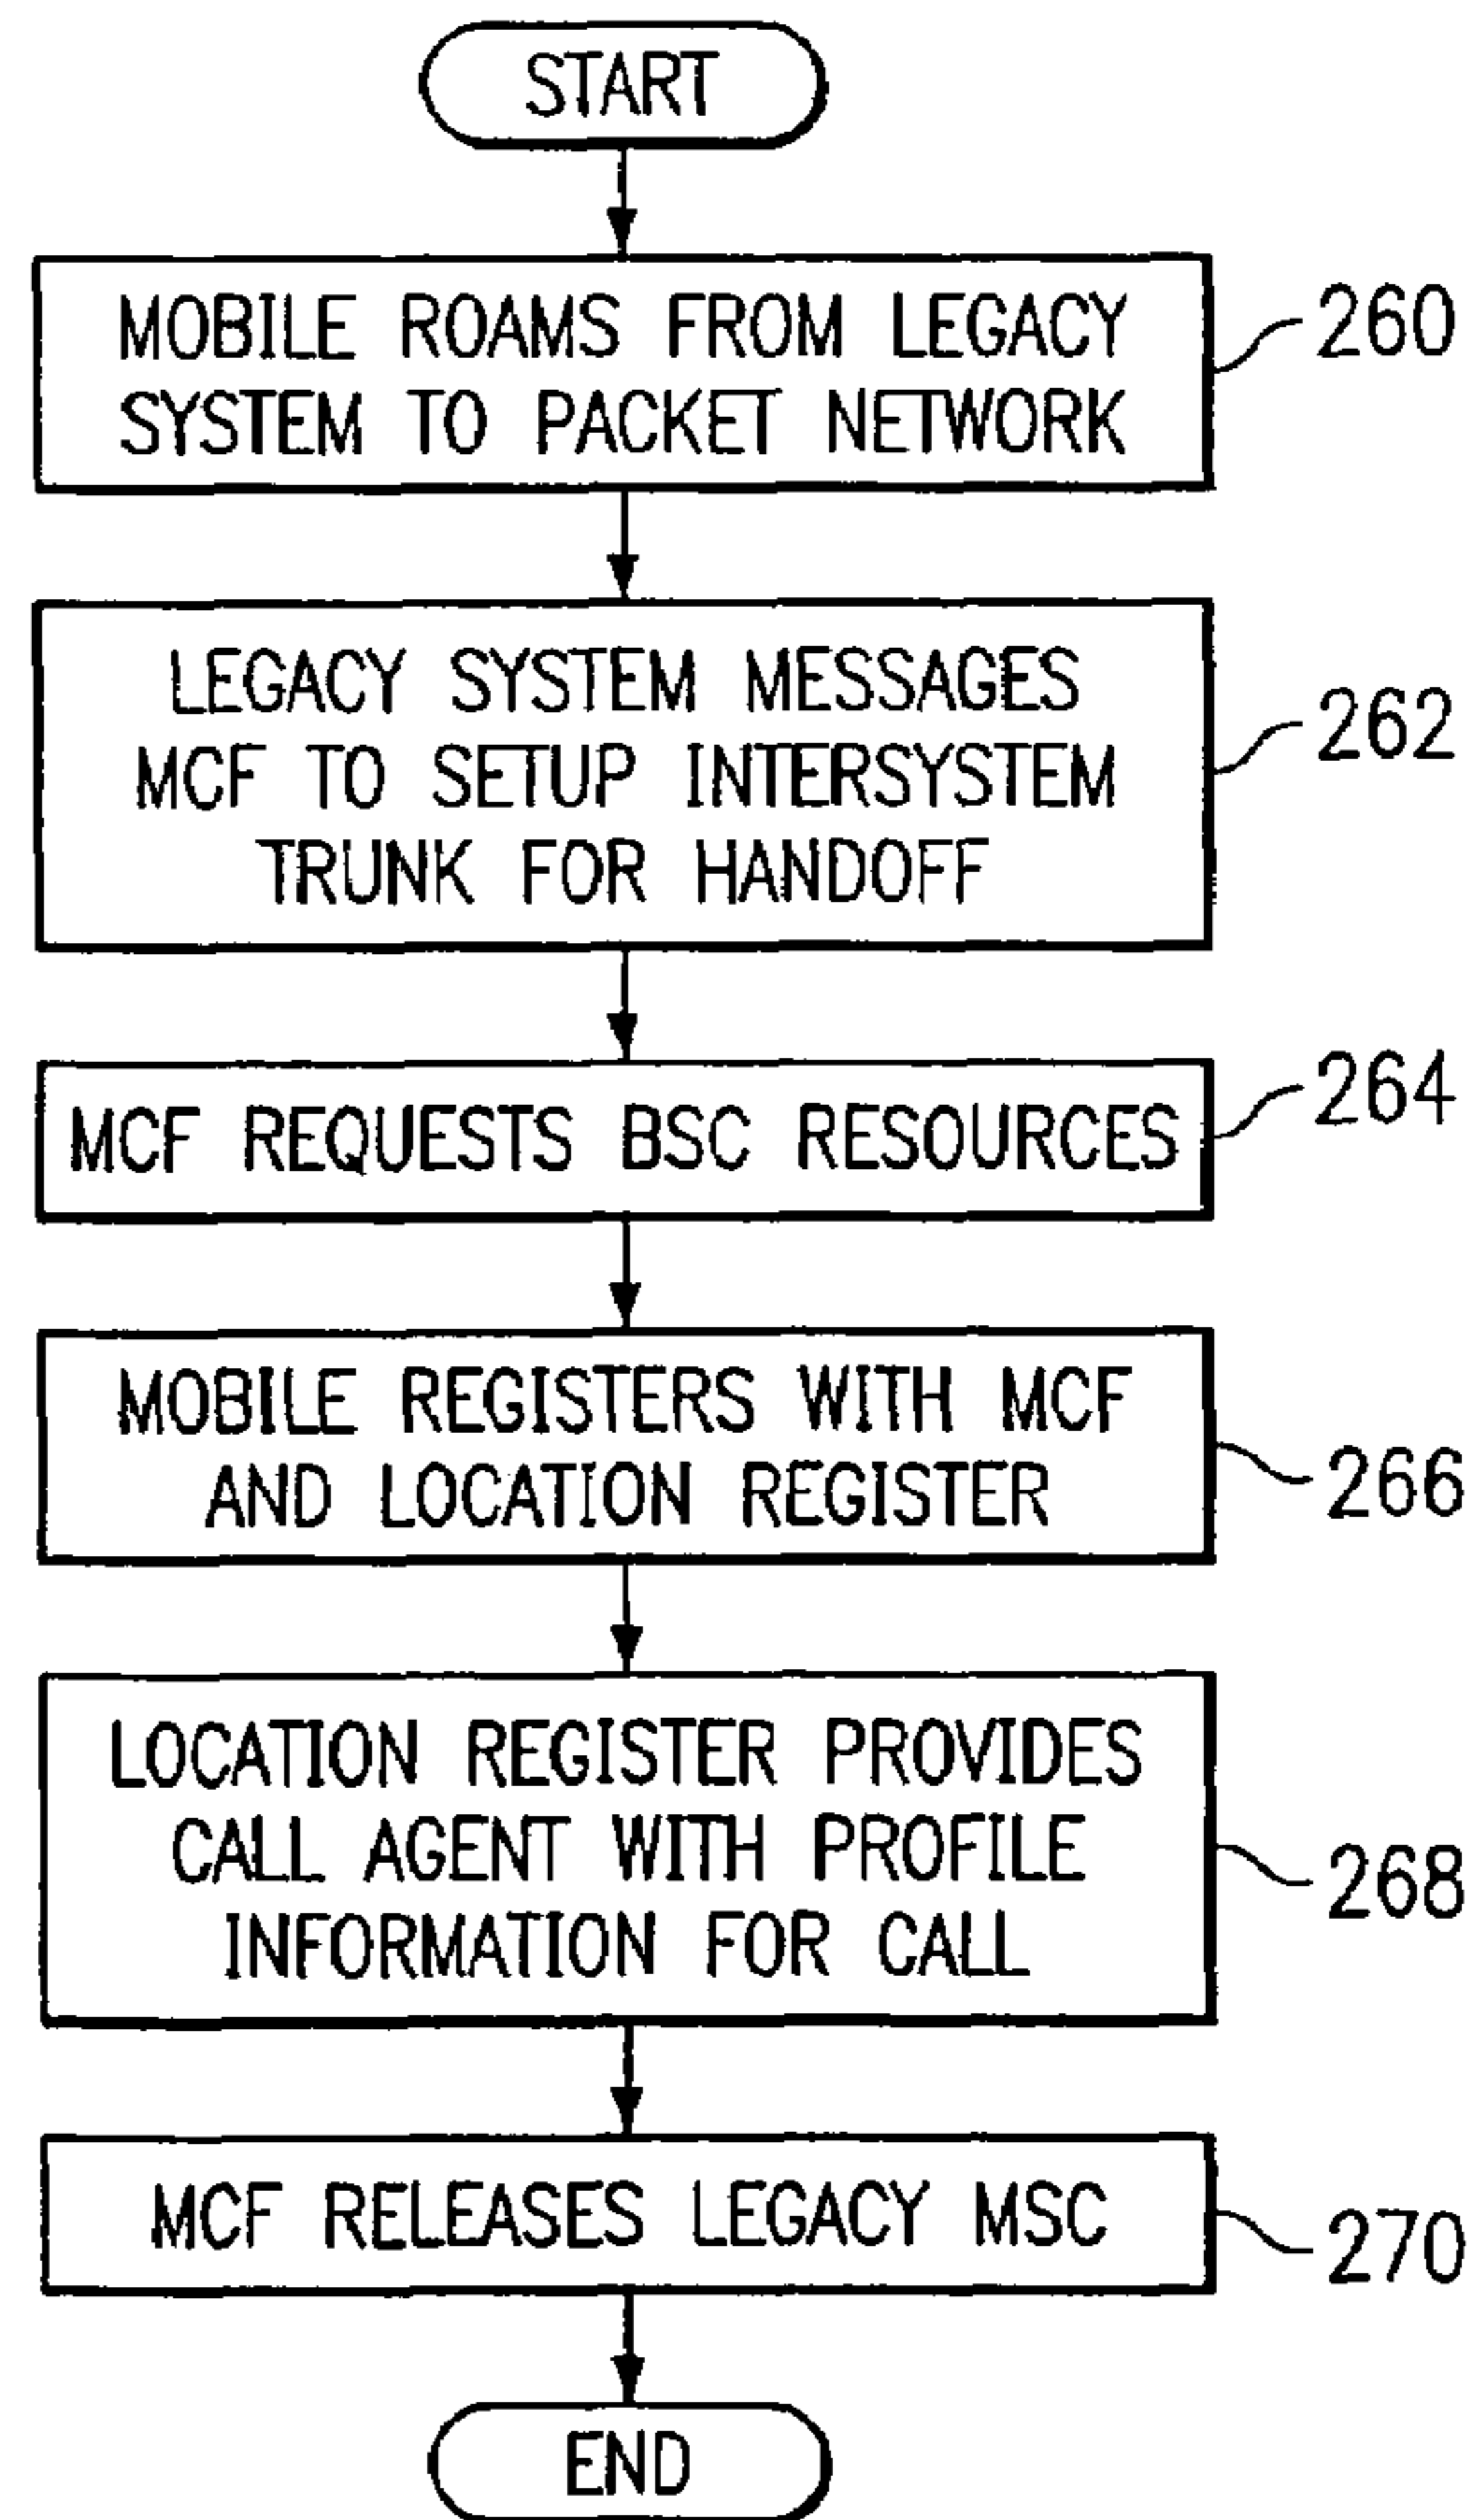 START
MOBILE ROAMS FROM LEGACY
SYSTEM TO PACKET NETWORK
260
LEGACY SYSTEM MESSAGES
MCF TO SETUP INTERSYSTEM
TRUNK FOR HANDOFF
262
MCF REQUESTS BSC RESOURCES
264
MOBILE REGISTERS WITH MCF
AND LOCATION REGISTER
266
LOCATION REGISTER PROVIDES
CALL AGENT WITH PROFILE
INFORMATION FOR CALL
268
MCF RELEASES LEGACY MSC
270
END